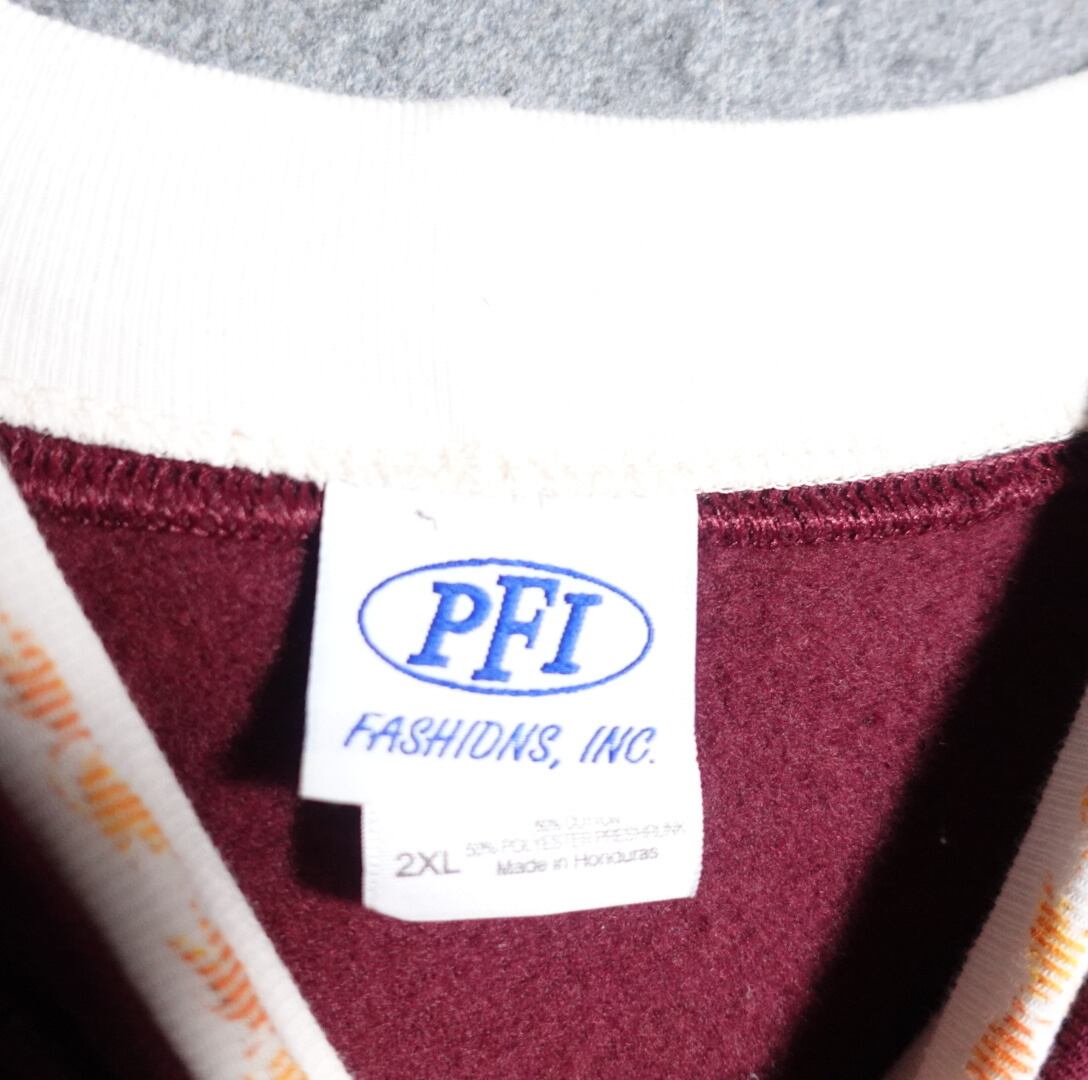 PFI
FASHIONS, INC.
50% COTTON
50% POLYESTER PRESHRUNK
2XL
Made in Honduras